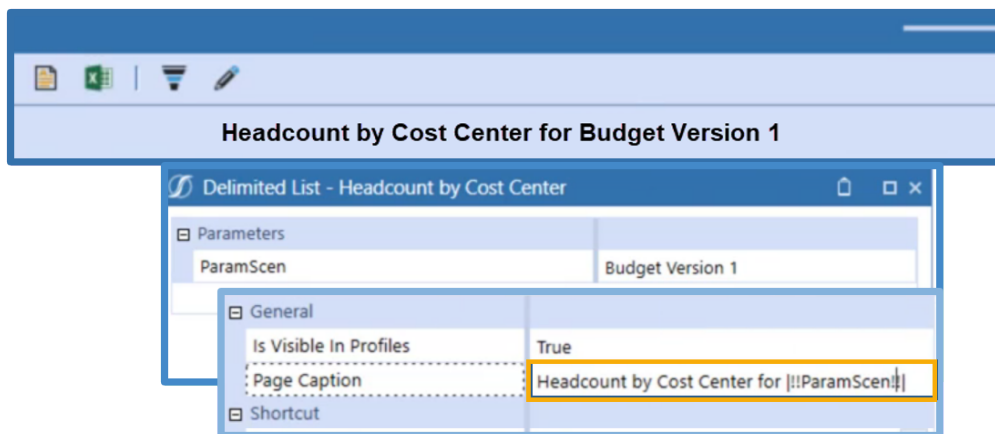 Headcount by Cost Center for Budget Version 1
Delimited List - Headcount by Cost Center
Parameters
ParamScen Budget Version 1
General
Is Visible In Profiles True
Page Caption Headcount by Cost Center for |!!ParamScen!!|
Shortcut